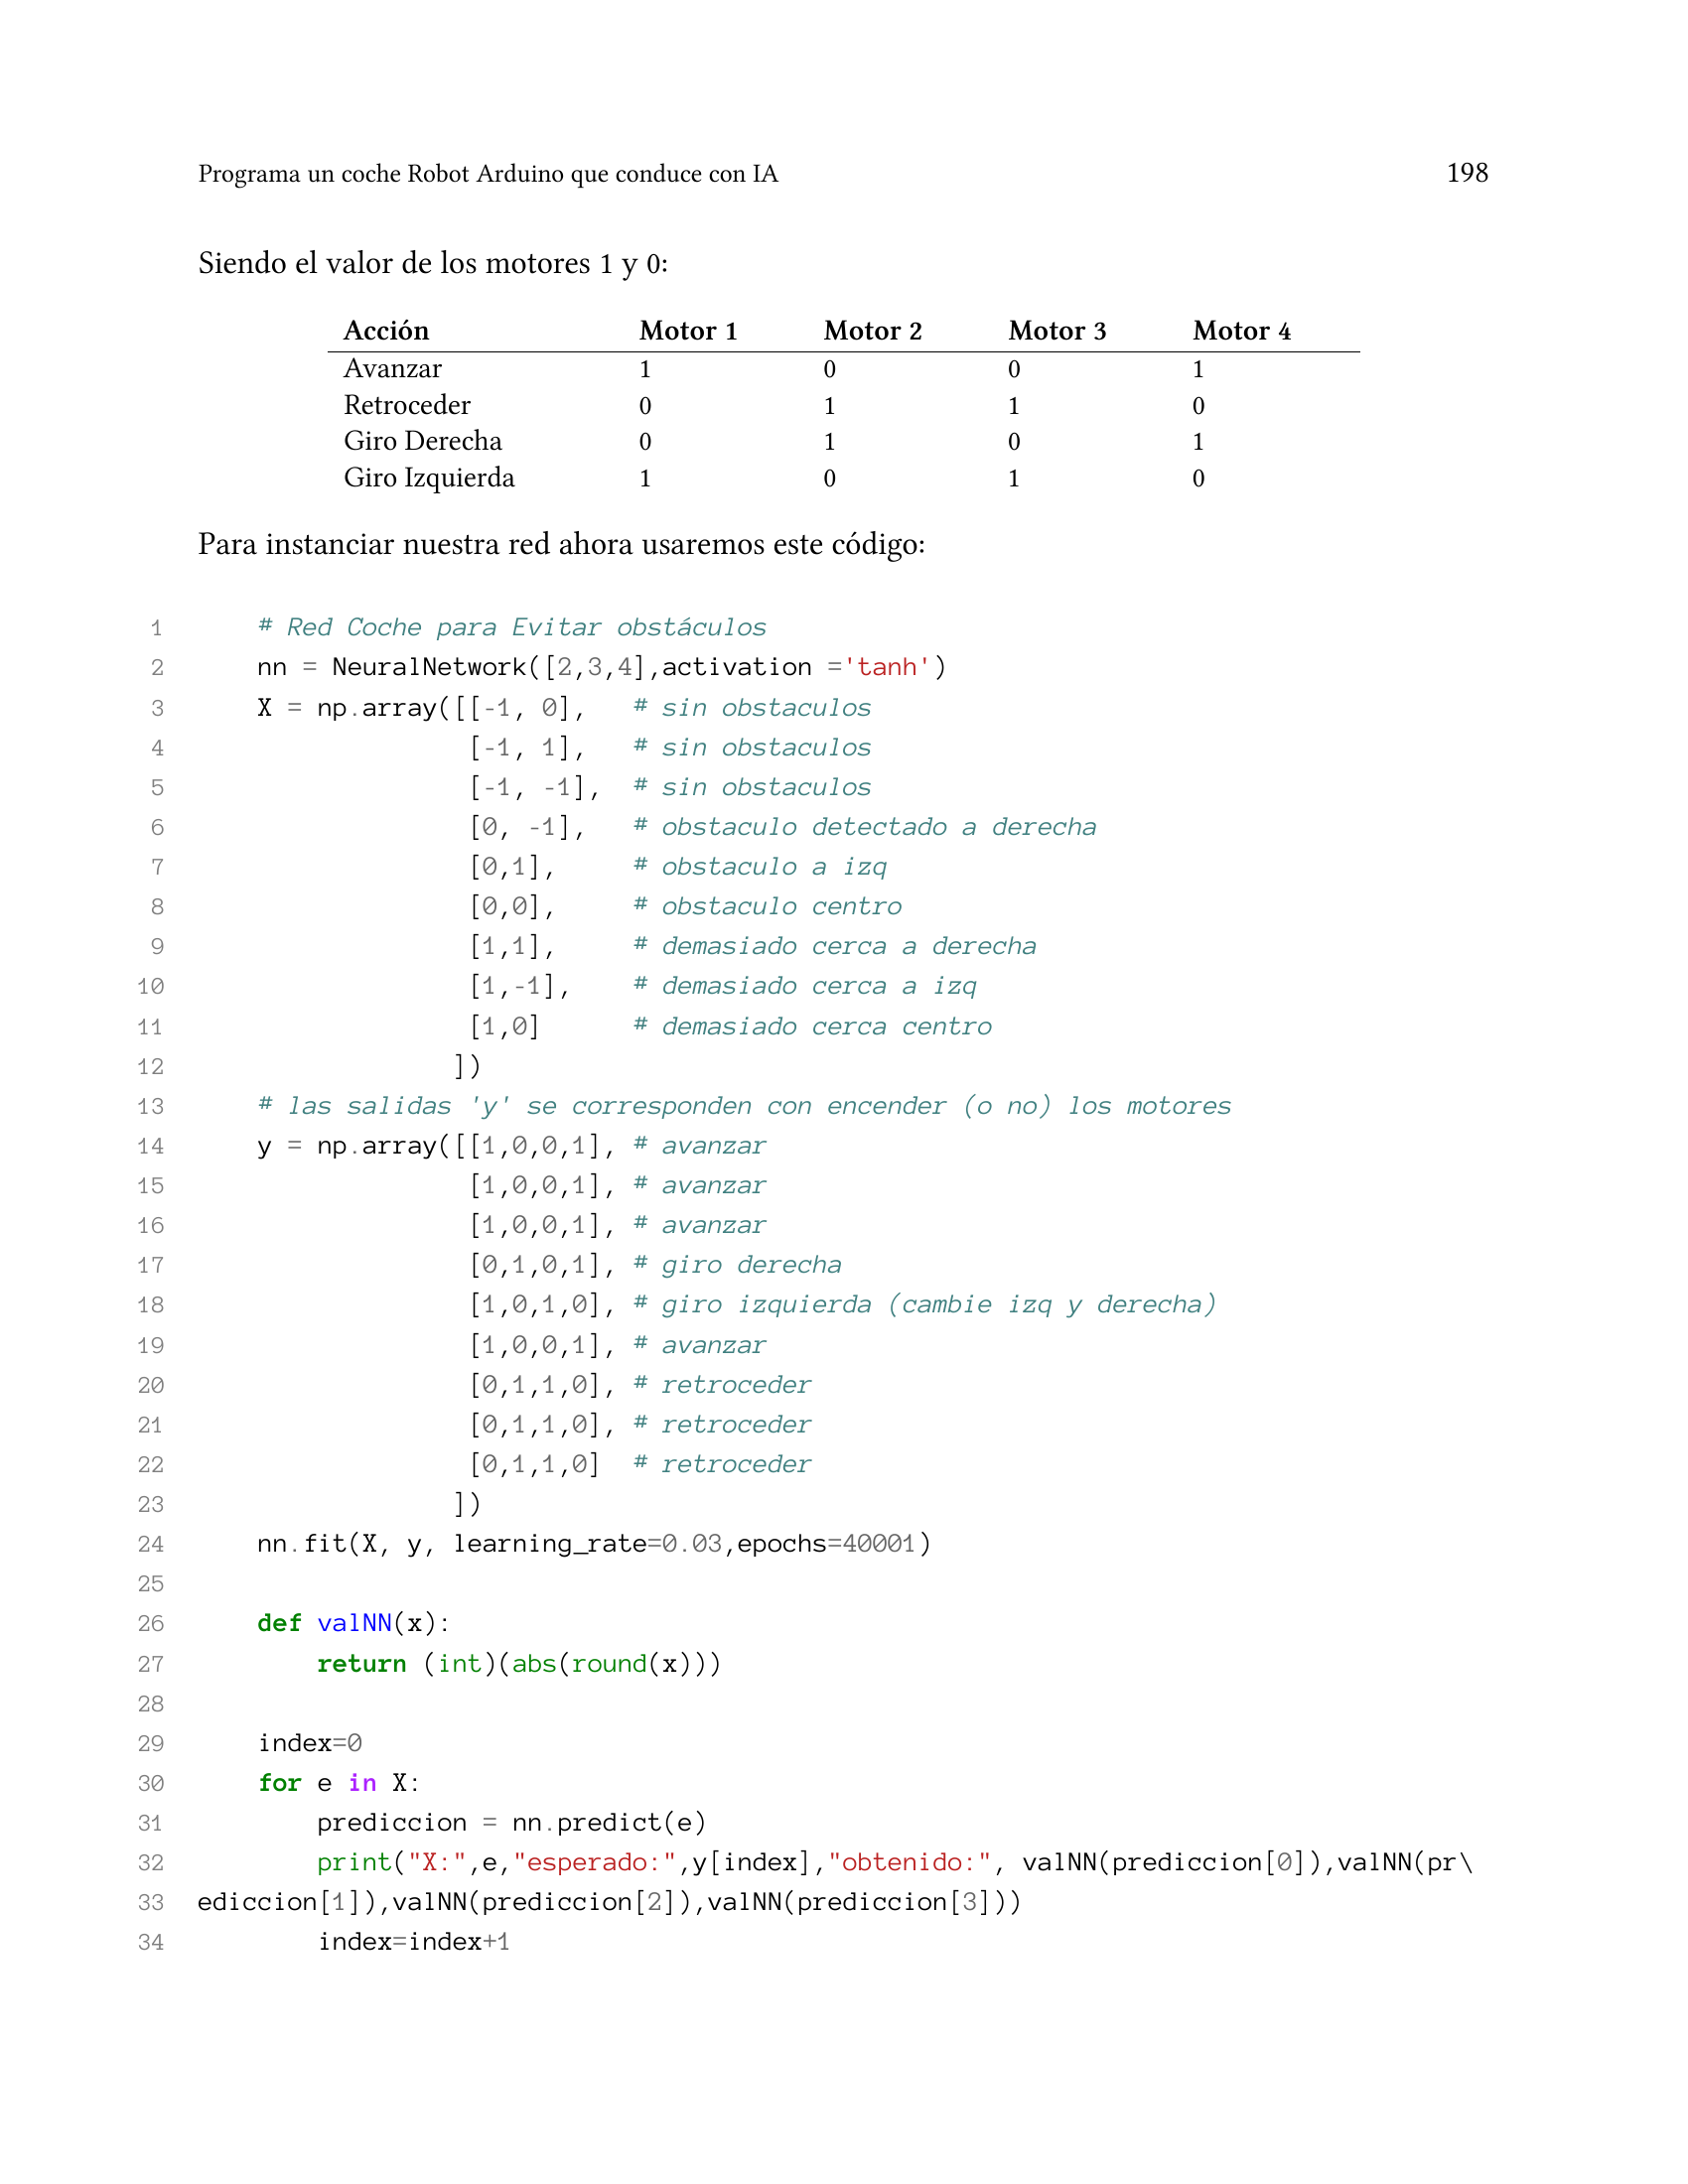 Programa un coche Robot Arduino que conduce con IA 198
Siendo el valor de los motores 1 y 0:
Acción Motor 1 Motor 2 Motor 3 Motor 4
Avanzar 1 0 0 1
Retroceder 0 1 1 0
Giro Derecha 0 1 0 1
Giro Izquierda 1 0 1 0
Para instanciar nuestra red ahora usaremos este código:
1 # Red Coche para Evitar obstáculos
2 nn = NeuralNetwork([2,3,4],activation ='tanh')
3 X = np.array([[-1, 0], # sin obstaculos
4 [-1, 1], # sin obstaculos
5 [-1, -1], # sin obstaculos
6 [0, -1], # obstaculo detectado a derecha
7 [0,1], # obstaculo a izq
8 [0,0], # obstaculo centro
9 [1,1], # demasiado cerca a derecha
10 [1,-1], # demasiado cerca a izq
11 [1,0] # demasiado cerca centro
12 ])
13 # las salidas 'y' se corresponden con encender (o no) los motores
14 y = np.array([[1,0,0,1], # avanzar
15 [1,0,0,1], # avanzar
16 [1,0,0,1], # avanzar
17 [0,1,0,1], # giro derecha
18 [1,0,1,0], # giro izquierda (cambie izq y derecha)
19 [1,0,0,1], # avanzar
20 [0,1,1,0], # retroceder
21 [0,1,1,0], # retroceder
22 [0,1,1,0] # retroceder
23 ])
24 nn.fit(X, y, learning_rate=0.03,epochs=40001)
25
26 def valNN(x):
27 return (int)(abs(round(x)))
28
29 index=0
30 for e in X:
31 prediccion = nn.predict(e)
32 print("X:",e,"esperado:",y[index],"obtenido:", valNN(prediccion[0]),valNN(pr\
33 ediccion[1]),valNN(prediccion[2]),valNN(prediccion[3]))
34 index=index+1